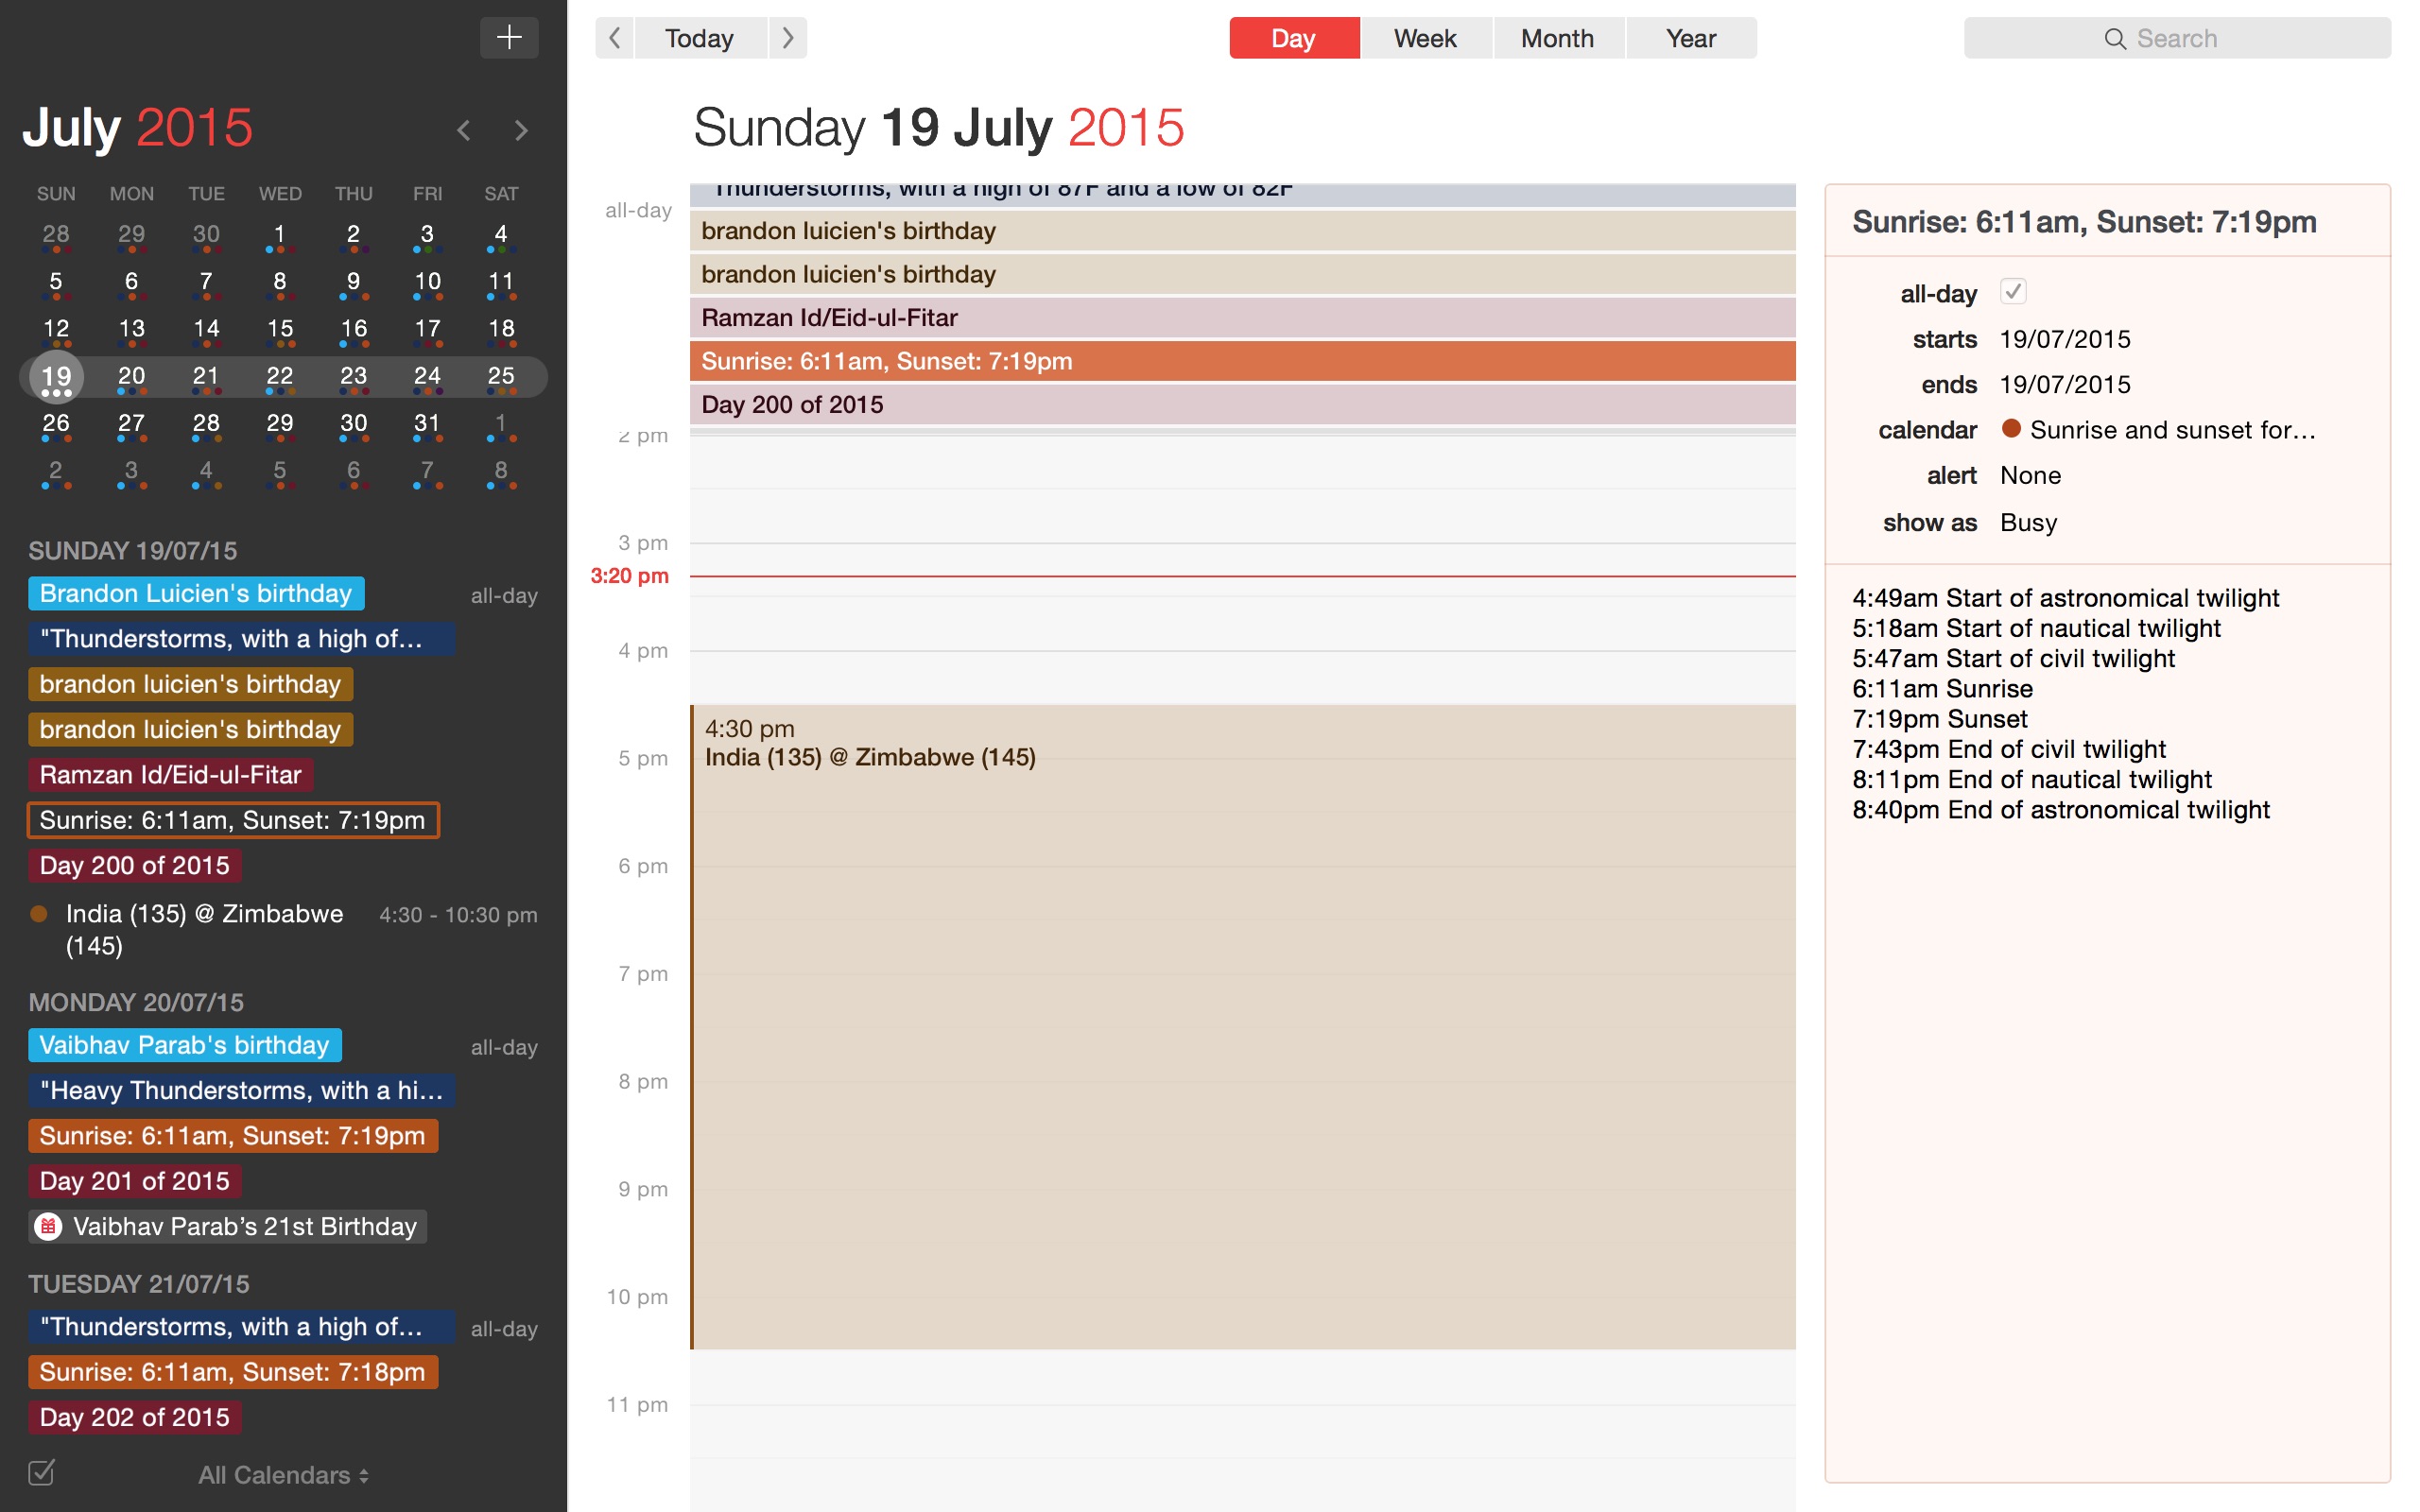 July 2015
SUN MON TUE WED THU FRI SAT
28 29 30 1 2 3 4
5 6 7 8 9 10 11
12 13 14 15 16 17 18
19 20 21 22 23 24 25
26 27 28 29 30 31 1
2 3 4 5 6 7 8
SUNDAY 19/07/15
Brandon Luicien's birthday all-day
"Thunderstorms, with a high of...
brandon luicien's birthday
brandon luicien's birthday
Ramzan Id/Eid-ul-Fitar
Sunrise: 6:11am, Sunset: 7:19pm
Day 200 of 2015
India (135) @ Zimbabwe 4:30 - 10:30 pm
(145)
MONDAY 20/07/15
Vaibhav Parab's birthday all-day
"Heavy Thunderstorms, with a hi...
Sunrise: 6:11am, Sunset: 7:19pm
Day 201 of 2015
Vaibhav Parab’s 21st Birthday
TUESDAY 21/07/15
"Thunderstorms, with a high of... all-day
Sunrise: 6:11am, Sunset: 7:18pm
Day 202 of 2015
All Calendars
Today
Day Week Month Year
Search
Sunday 19 July 2015
all-day
"Thunderstorms, with a high of 87F and a low of 82F
brandon luicien's birthday
brandon luicien's birthday
Ramzan Id/Eid-ul-Fitar
Sunrise: 6:11am, Sunset: 7:19pm
Day 200 of 2015
2 pm
3 pm
3:20 pm
4 pm
4:30 pm
India (135) @ Zimbabwe (145)
5 pm
6 pm
7 pm
8 pm
9 pm
10 pm
11 pm
Sunrise: 6:11am, Sunset: 7:19pm
all-day
starts 19/07/2015
ends 19/07/2015
calendar Sunrise and sunset for...
alert None
show as Busy
4:49am Start of astronomical twilight
5:18am Start of nautical twilight
5:47am Start of civil twilight
6:11am Sunrise
7:19pm Sunset
7:43pm End of civil twilight
8:11pm End of nautical twilight
8:40pm End of astronomical twilight